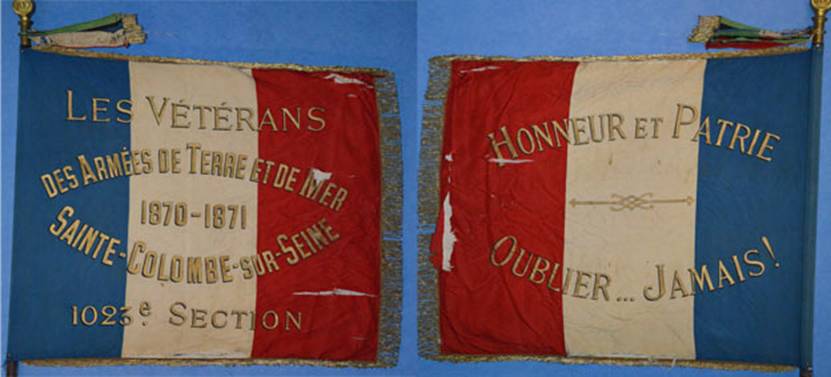 LES VÉTÉRANS
DES ARMÉES DE TERRE ET DE MER
1870-1871
SAINTE-COLOMBE-SUR-SEINE
1023e SECTION
HONNEUR ET PATRIE
OUBLIER... JAMAIS!